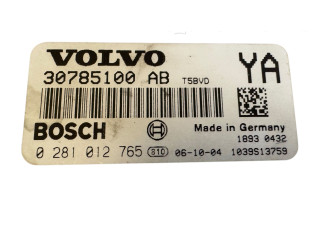 VOLVO YA
30785100 AB T5BVD
BOSCH Made in Germany
1893 0432
0 281 012 765 810 06-10-04 1039S13759